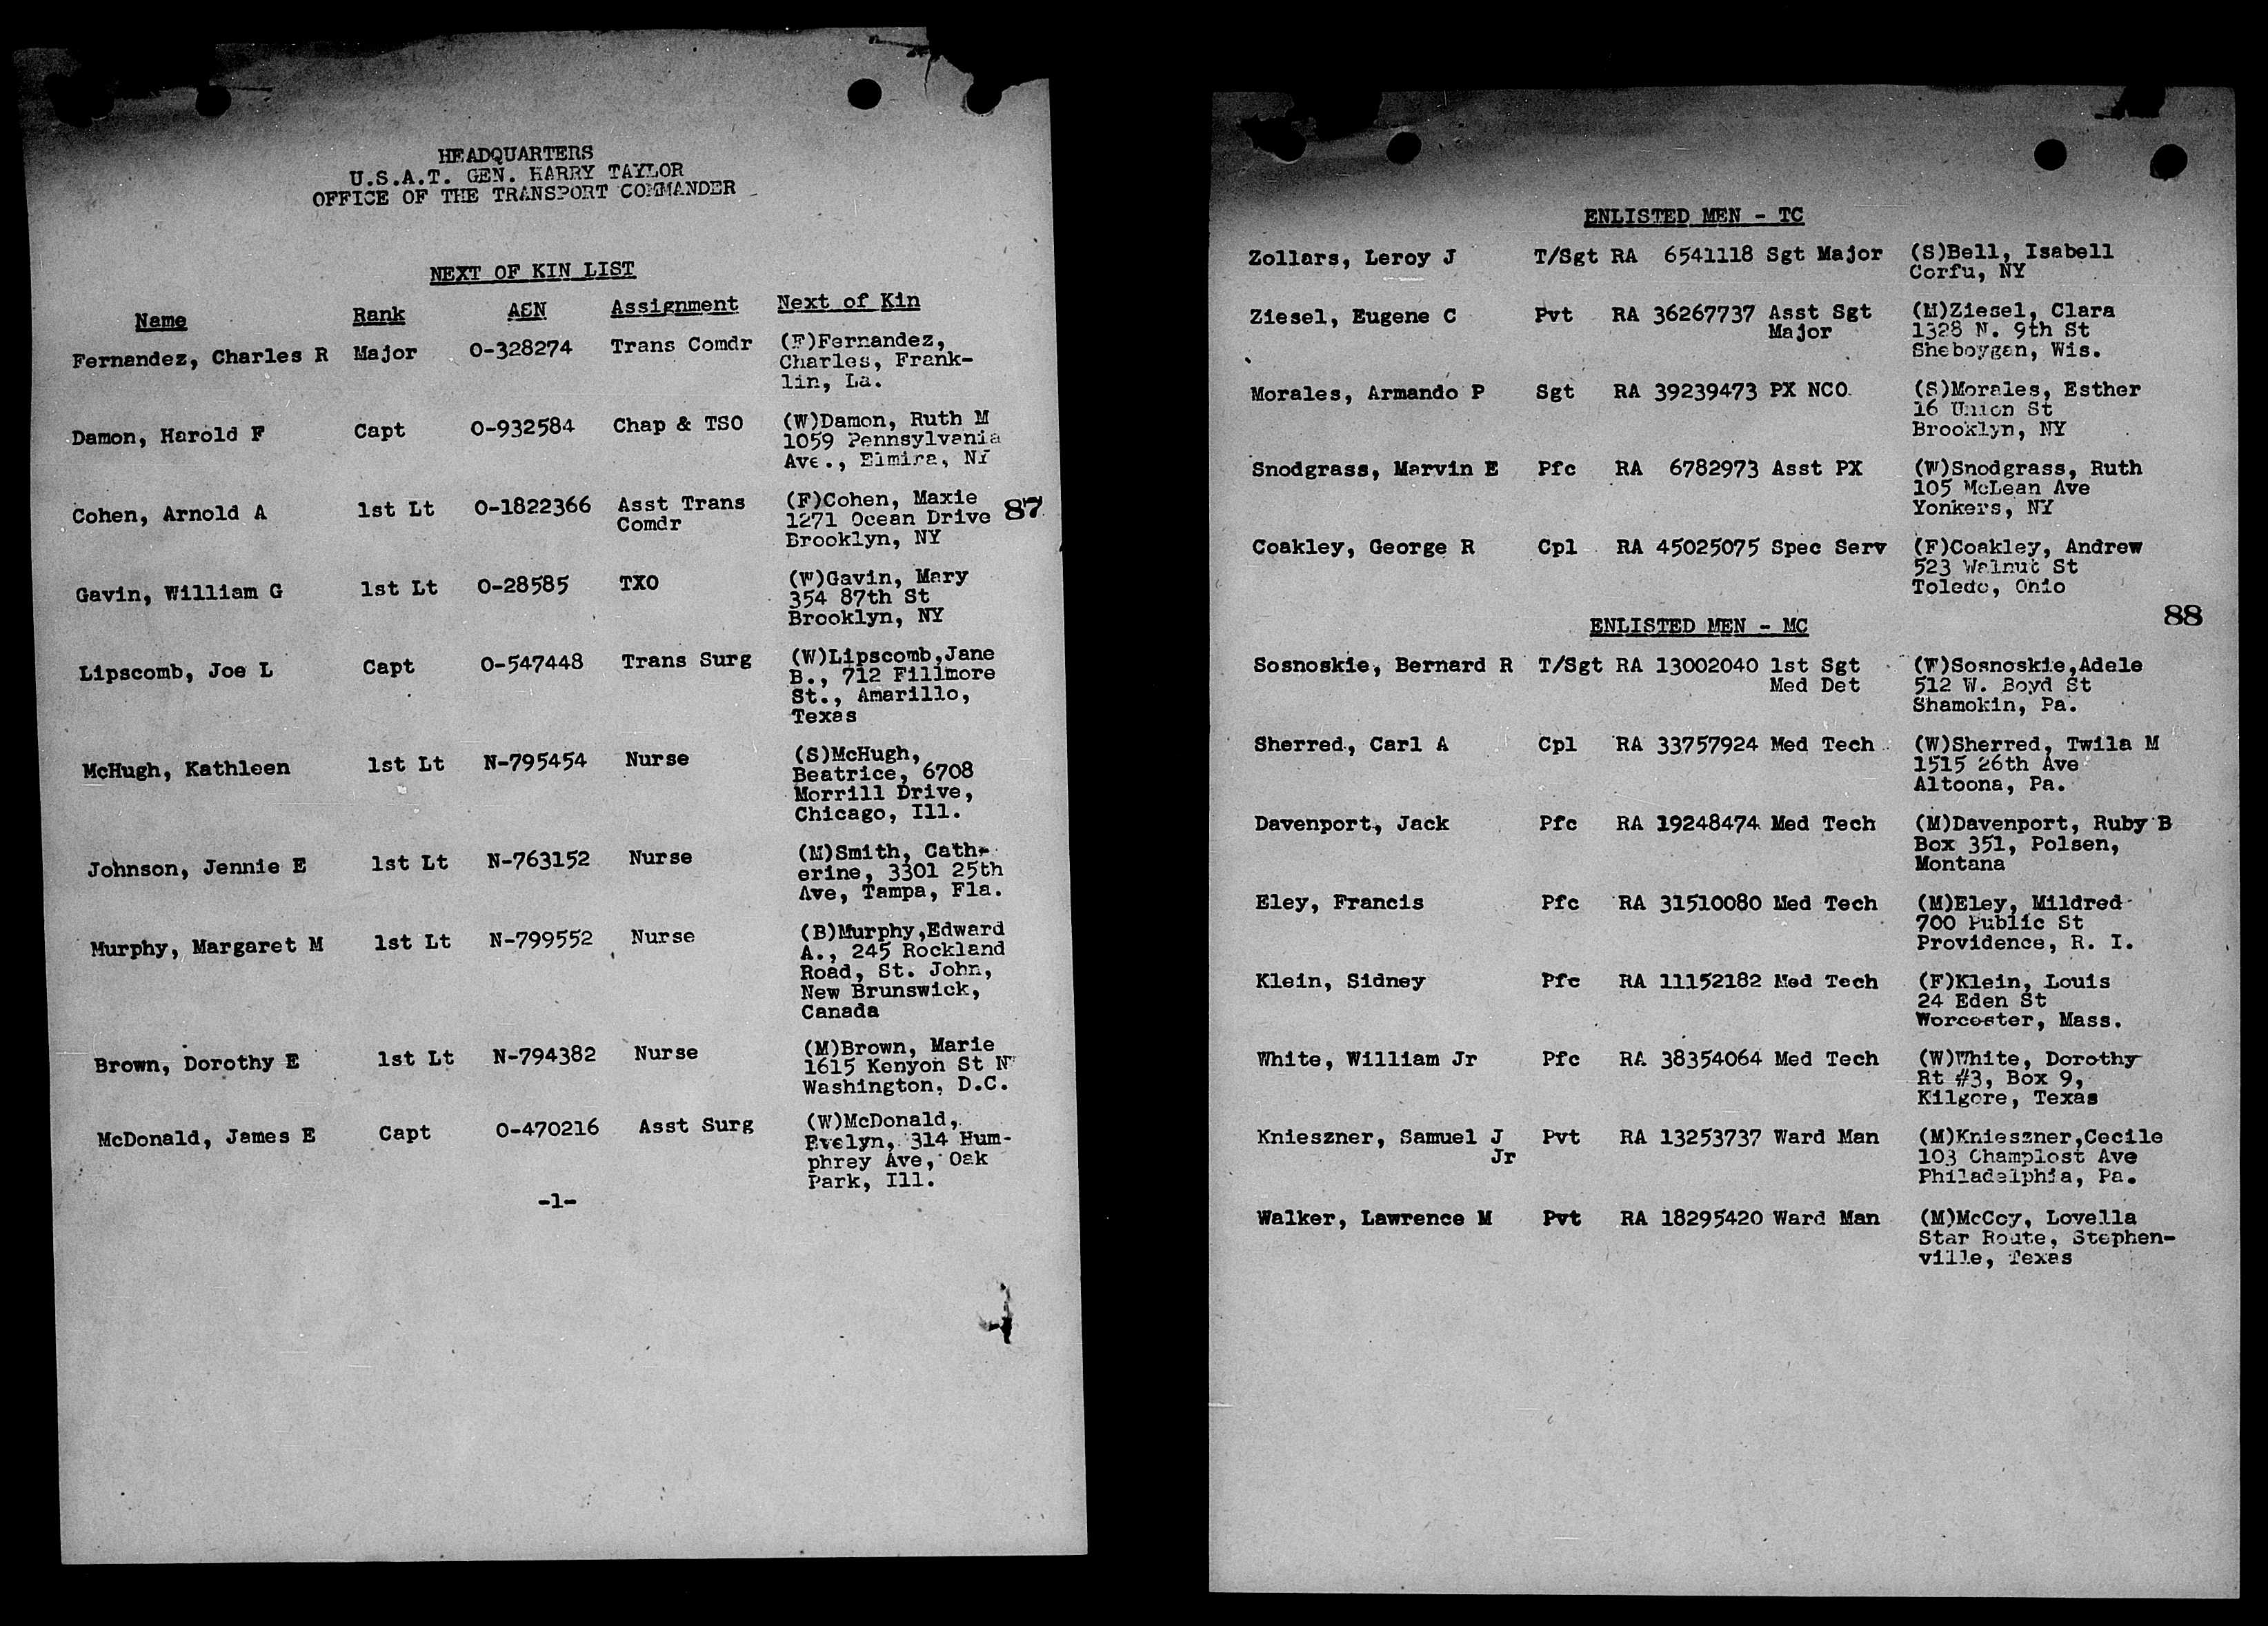 HEADQUARTERS
U.S.A.T. GEN. HARRY TAYLOR
OFFICE OF THE TRANSPORT COMMANDER
NEXT OF KIN LIST
Name Rank ASN Assignment Next of Kin
Fernandez, Charles R Major O-328274 Trans Comdr (F)Fernandez,
Charles, Frank-
lin, La.
Damon, Harold F Capt O-932584 Chap & TSO (W)Damon, Ruth M
1059 Pennsylvania
Ave., Elmira, NY
Cohen, Arnold A 1st Lt O-1822366 Asst Trans (F)Cohen, Maxie
Comdr 1271 Ocean Drive 87
Brooklyn, NY
Gavin, William G 1st Lt O-28585 TXO (W)Gavin, Mary
354 87th St
Brooklyn, NY
Lipscomb, Joe L Capt O-547448 Trans Surg (W)Lipscomb,Jane
B., 712 Fillmore
St., Amarillo,
Texas
McHugh, Kathleen 1st Lt N-795454 Nurse (S)McHugh,
Beatrice, 6708
Morrill Drive,
Chicago, Ill.
Johnson, Jennie E 1st Lt N-763152 Nurse (M)Smith, Cath-
erine, 3301 25th
Ave, Tampa, Fla.
Murphy, Margaret M 1st Lt N-799552 Nurse (B)Murphy,Edward
A., 245 Rockland
Road, St. John,
New Brunswick,
Canada
Brown, Dorothy E 1st Lt N-794382 Nurse (M)Brown, Marie
1615 Kenyon St
Washington, D.C.
McDonald, James E Capt O-470216 Asst Surg (W)McDonald,
Evelyn, 314 Hum-
phrey Ave, Oak
Park, Ill.
-1-
ENLISTED MEN - TC
Zollars, Leroy J T/Sgt RA 6541118 Sgt Major (S)Bell, Isabell
Corfu, NY
Ziesel, Eugene C Pvt RA 36267737 Asst Sgt (M)Ziesel, Clara
Major 1328 N. 9th St
Sheboygan, Wis.
Morales, Armando P Sgt RA 39239473 PX NCO (S)Morales, Esther
16 Union St
Brooklyn, NY
Snodgrass, Marvin E Pfc RA 6782973 Asst PX (W)Snodgrass, Ruth
105 McLean Ave
Yonkers, NY
Coakley, George R Cpl RA 45025075 Spec Serv (F)Coakley, Andrew
523 Walnut St
Toledo, Ohio
88
ENLISTED MEN - MC
Sosnoskie, Bernard R T/Sgt RA 13002040 1st Sgt (W)Sosnoskie,Adele
Med Det 512 W. Boyd St
Shamokin, Pa.
Sherred, Carl A Cpl RA 33757924 Med Tech (W)Sherred, Twila M
1515 26th Ave
Altoona, Pa.
Davenport, Jack Pfc RA 19248474 Med Tech (M)Davenport, Ruby B
Box 351, Polsen,
Montana
Eley, Francis Pfc RA 31510080 Med Tech (M)Eley, Mildred
700 Public St
Providence, R. I.
Klein, Sidney Pfc RA 11152182 Med Tech (F)Klein, Louis
24 Eden St
Worcester, Mass.
White, William Jr Pfc RA 38354064 Med Tech (W)White, Dorothy
Rt #3, Box 9,
Kilgore, Texas
Knieszner, Samuel J Pvt RA 13253737 Ward Man (M)Knieszner,Cecile
Jr 103 Champlost Ave
Philadelphia, Pa.
Walker, Lawrence M Pvt RA 18295420 Ward Man (M)McCoy, Lovella
Star Route, Stephen-
ville, Texas